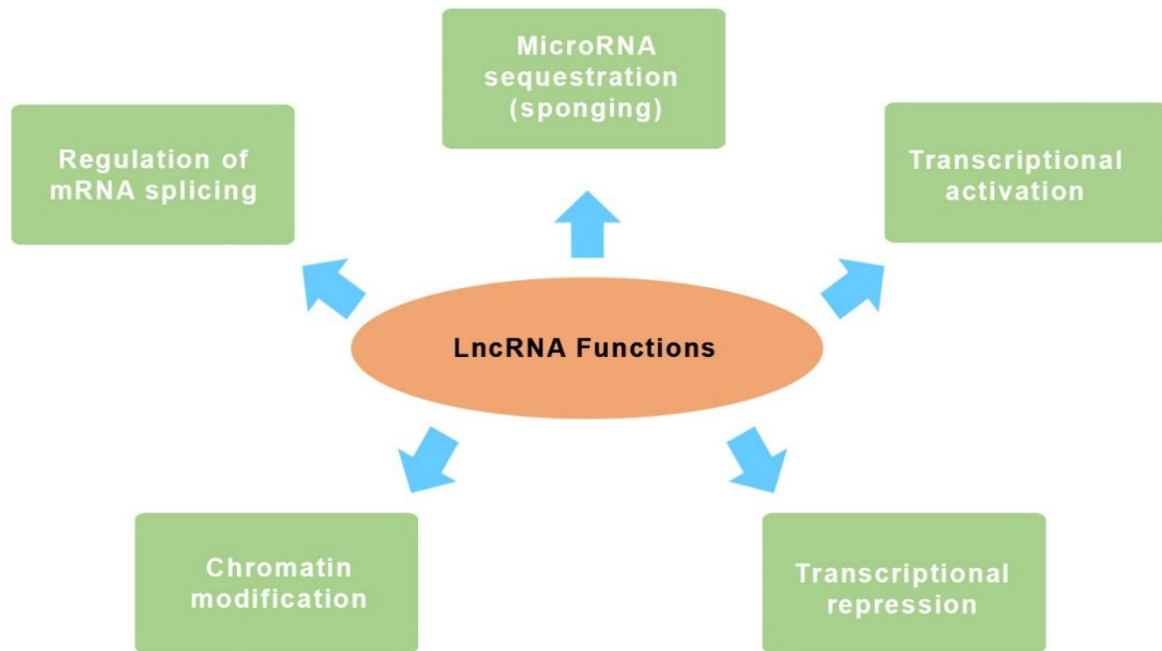 MicroRNA
sequestration
(sponging)
Regulation of
mRNA splicing
Transcriptional
activation
LncRNA Functions
Chromatin
modification
Transcriptional
repression